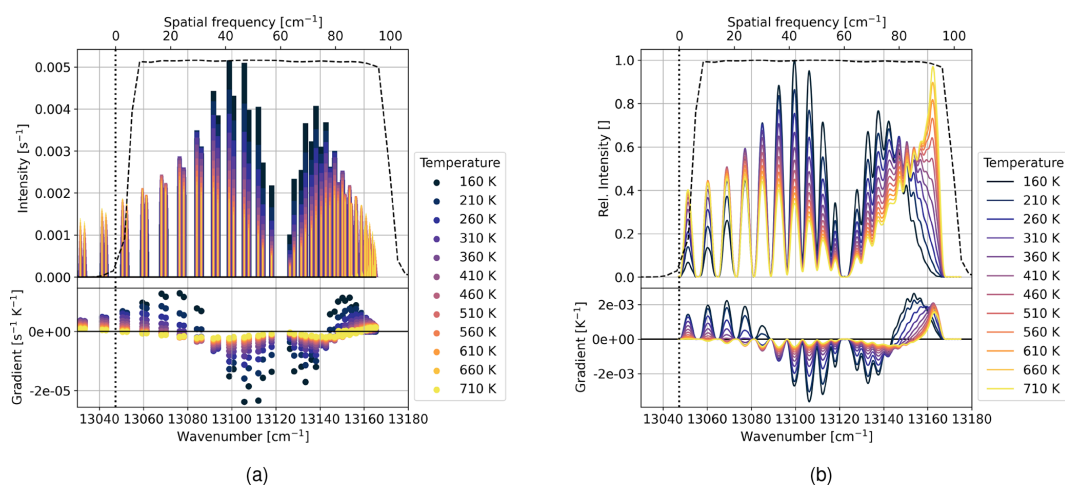 Spatial frequency [cm⁻¹]
0 20 40 60 80 100
Intensity [s⁻¹]
0.005
0.004
0.003
0.002
0.001
0.000
Gradient [s⁻¹ K⁻¹]
0e+00
-2e-05
13040 13060 13080 13100 13120 13140 13160 13180
Wavenumber [cm⁻¹]
Temperature
160 K
210 K
260 K
310 K
360 K
410 K
460 K
510 K
560 K
610 K
660 K
710 K
(a)
Spatial frequency [cm⁻¹]
0 20 40 60 80 100
Rel. Intensity []
1.0
0.8
0.6
0.4
0.2
0.0
Gradient [K⁻¹]
2e-03
0e+00
-2e-03
13040 13060 13080 13100 13120 13140 13160 13180
Wavenumber [cm⁻¹]
Temperature
160 K
210 K
260 K
310 K
360 K
410 K
460 K
510 K
560 K
610 K
660 K
710 K
(b)